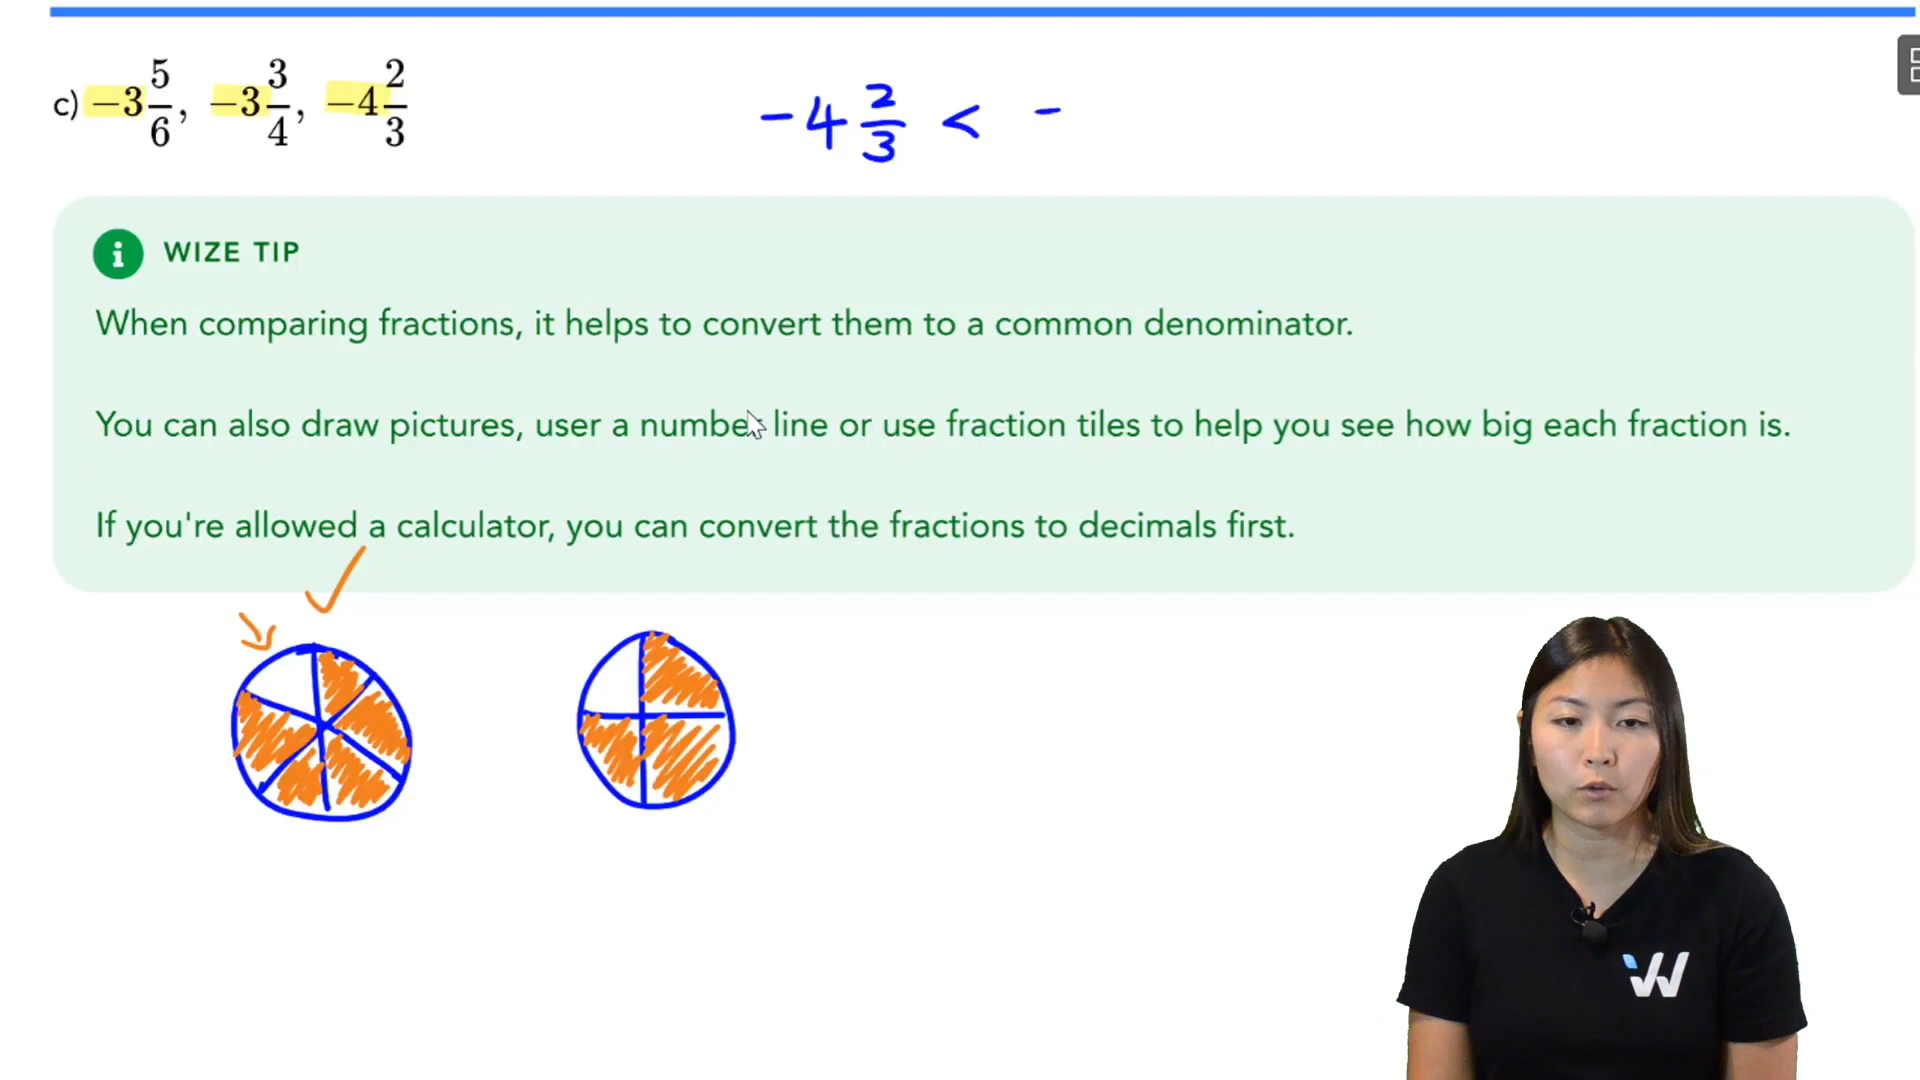 c) −3 5/6, −3 3/4, −4 2/3
-4 2/3 < -
WIZE TIP
When comparing fractions, it helps to convert them to a common denominator.
You can also draw pictures, user a number line or use fraction tiles to help you see how big each fraction is.
If you're allowed a calculator, you can convert the fractions to decimals first.
W